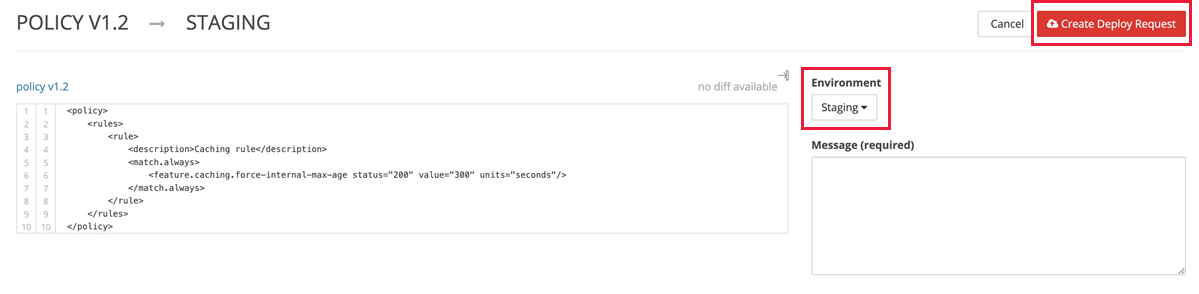 POLICY V1.2 → STAGING
Cancel
Create Deploy Request
policy v1.2
no diff available
1 1 <policy>
2 2 <rules>
3 3 <rule>
4 4 <description>Caching rule</description>
5 5 <match.always>
6 6 <feature.caching.force-internal-max-age status="200" value="300" units="seconds"/>
7 7 </match.always>
8 8 </rule>
9 9 </rules>
10 10 </policy>
Environment
Staging
Message (required)